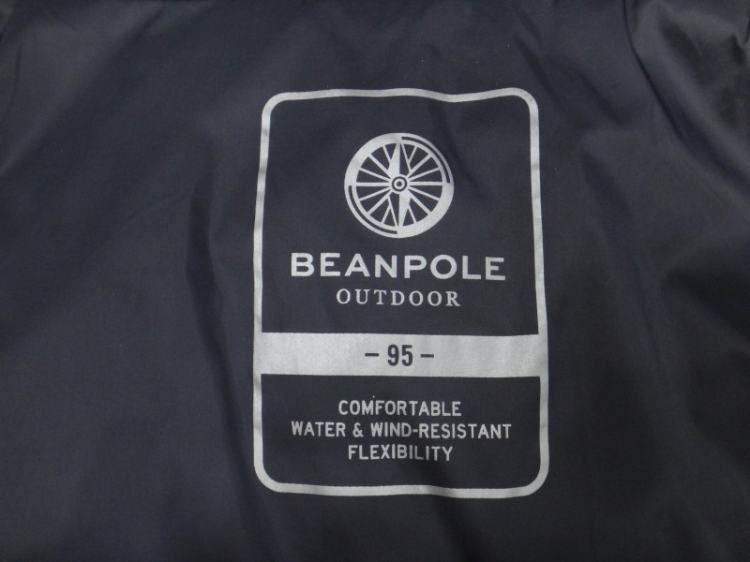 BEANPOLE
OUTDOOR
- 95 -
COMFORTABLE
WATER & WIND-RESISTANT
FLEXIBILITY